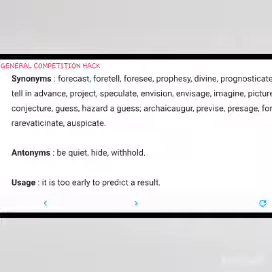 GENERAL COMPETITION HACK
Synonyms : forecast, foretell, foresee, prophesy, divine, prognosticate
tell in advance, project, speculate, envision, envisage, imagine, picture
conjecture, guess, hazard a guess; archaicaugur, previse, presage, for
rarevaticinate, auspicate.
Antonyms : be quiet, hide, withhold.
Usage : it is too early to predict a result.